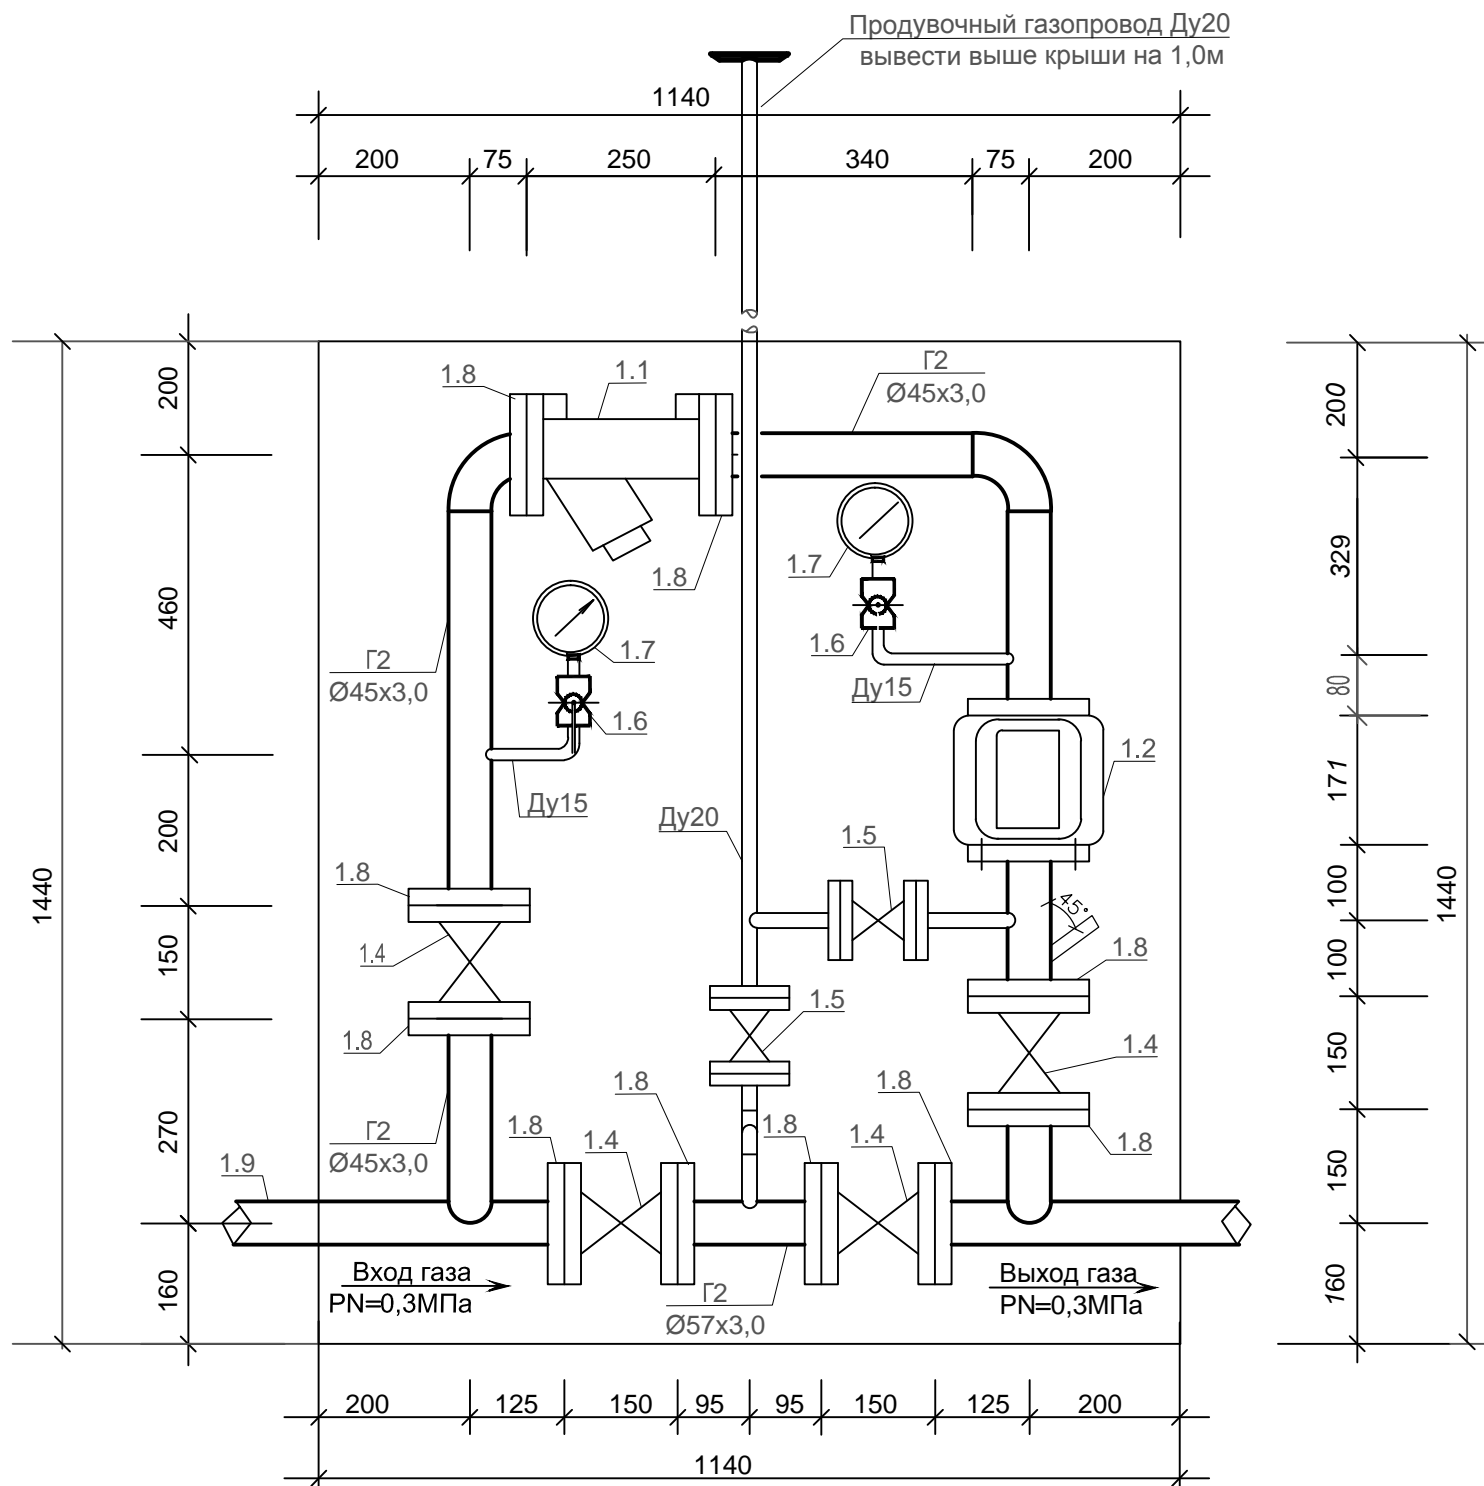 Продувочный газопровод Ду20
вывести выше крыши на 1,0м
1140
200 75 250 340 75 200
1.8
1.1
Г2
Ø45x3,0
1.8
1.7
1.6
Ду15
1.7
1.6
Ду15
Г2
Ø45x3,0
1.2
Ду20
1.5
45°
1.8
1.4
1.8
1.8
1.5
1.4
1.8
1.8
1.8
1.4
1.8
1.8
1.4
1.8
Г2
Ø45x3,0
1.9
Вход газа
PN=0,3МПа
Г2
Ø57x3,0
Выход газа
PN=0,3МПа
1440
200
460
200
150
270
160
200
329
80
171
100
100
150
150
160
1440
200 125 150 95 95 150 125 200
1140